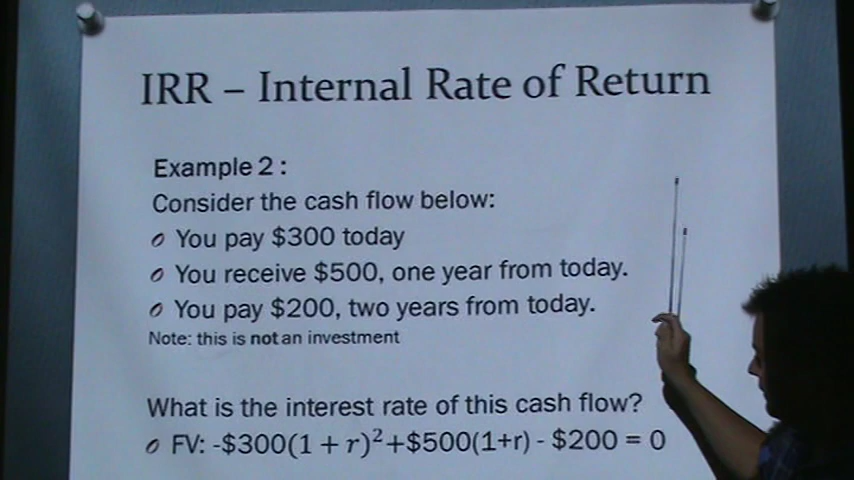 IRR – Internal Rate of Return
Example 2 :
Consider the cash flow below:
You pay $300 today
You receive $500, one year from today.
You pay $200, two years from today.
Note: this is not an investment
What is the interest rate of this cash flow?
FV: -$300(1 + r)²+$500(1+r) - $200 = 0